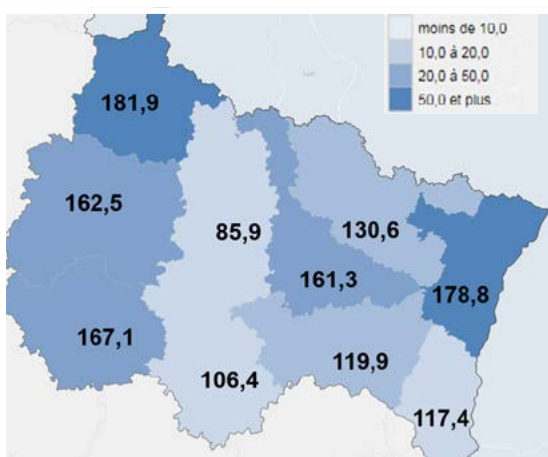 moins de 10,0
10,0 à 20,0
20,0 à 50,0
50,0 et plus
181,9
162,5
85,9
130,6
161,3
178,8
167,1
119,9
106,4
117,4